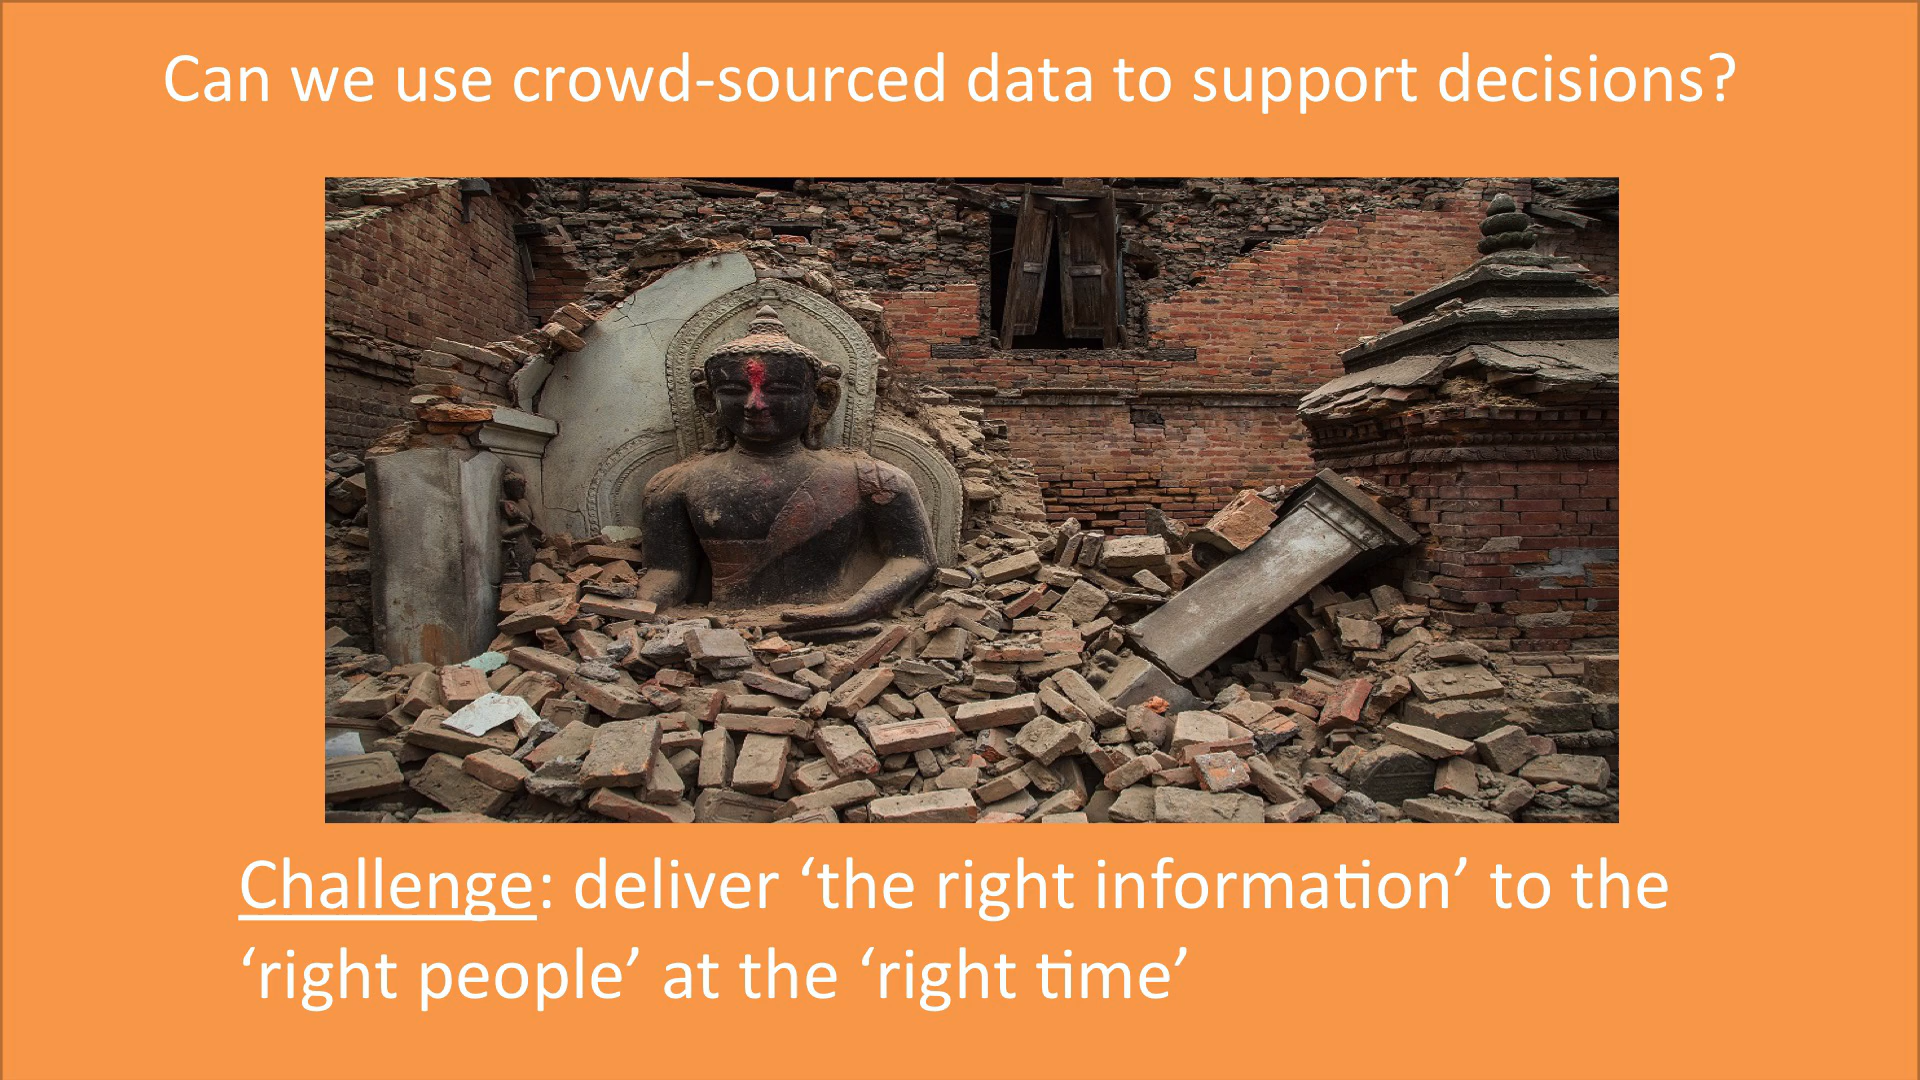 Can we use crowd-sourced data to support decisions?
Challenge: deliver ‘the right information’ to the
‘right people’ at the ‘right time’